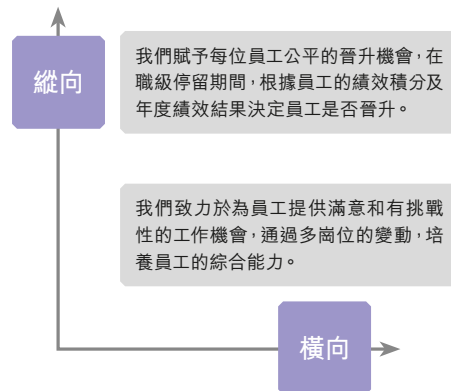 縱向
我們賦予每位員工公平的晉升機會，在
職級停留期間，根據員工的績效積分及
年度績效結果決定員工是否晉升。
我們致力於為員工提供滿意和有挑戰
性的工作機會，通過多崗位的變動，培
養員工的綜合能力。
橫向